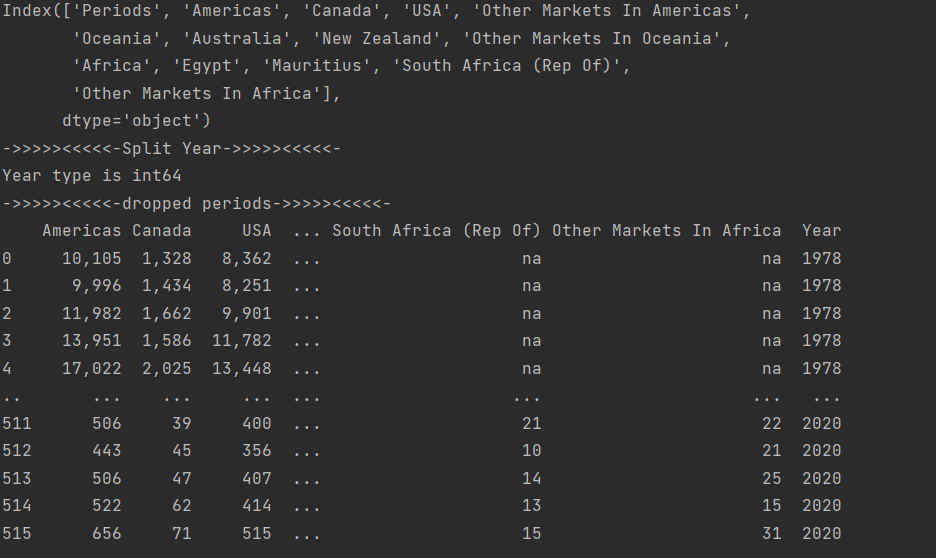 Index(['Periods', 'Americas', 'Canada', 'USA', 'Other Markets In Americas',
       'Oceania', 'Australia', 'New Zealand', 'Other Markets In Oceania',
       'Africa', 'Egypt', 'Mauritius', 'South Africa (Rep Of)',
       'Other Markets In Africa'],
      dtype='object')
->>>>><<<<<-Split Year->>>>><<<<<-
Year type is int64
->>>>><<<<<-dropped periods->>>>><<<<<-
    Americas Canada     USA  ... South Africa (Rep Of) Other Markets In Africa  Year
0     10,105  1,328   8,362  ...                    na                      na  1978
1      9,996  1,434   8,251  ...                    na                      na  1978
2     11,982  1,662   9,901  ...                    na                      na  1978
3     13,951  1,586  11,782  ...                    na                      na  1978
4     17,022  2,025  13,448  ...                    na                      na  1978
..       ...    ...     ...  ...                   ...                     ...   ...
511      506     39     400  ...                    21                      22  2020
512      443     45     356  ...                    10                      21  2020
513      506     47     407  ...                    14                      25  2020
514      522     62     414  ...                    13                      15  2020
515      656     71     515  ...                    15                      31  2020